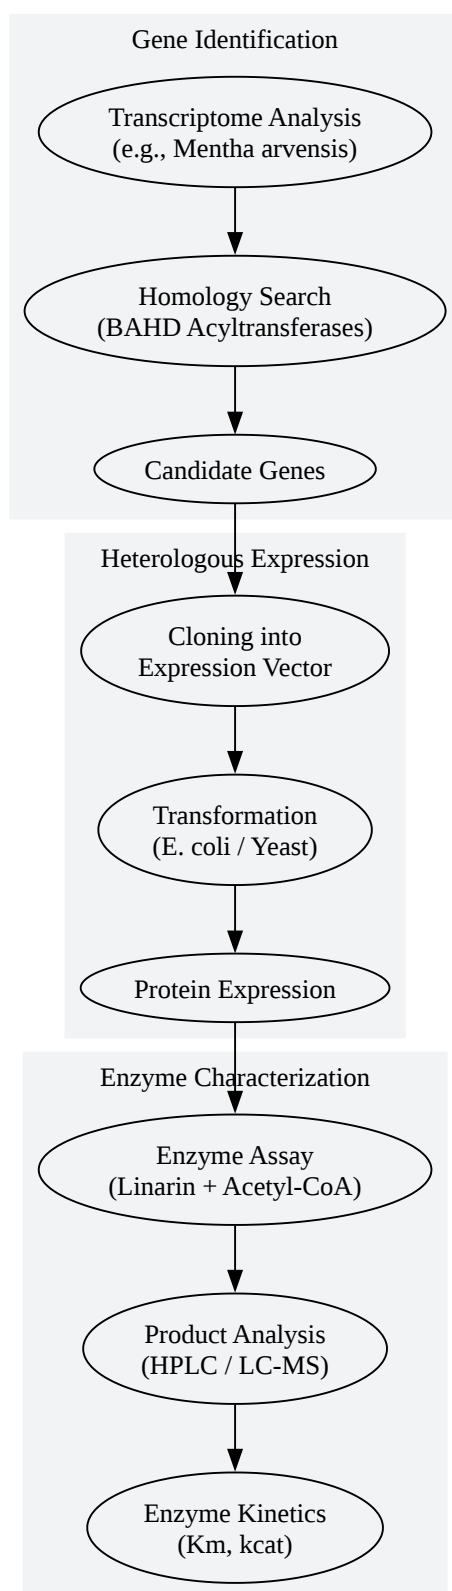 Gene Identification
Transcriptome Analysis
(e.g., Mentha arvensis)
Homology Search
(BAHD Acyltransferases)
Candidate Genes
Heterologous Expression
Cloning into
Expression Vector
Transformation
(E. coli / Yeast)
Protein Expression
Enzyme Characterization
Enzyme Assay
(Linarin + Acetyl-CoA)
Product Analysis
(HPLC / LC-MS)
Enzyme Kinetics
(Km, kcat)